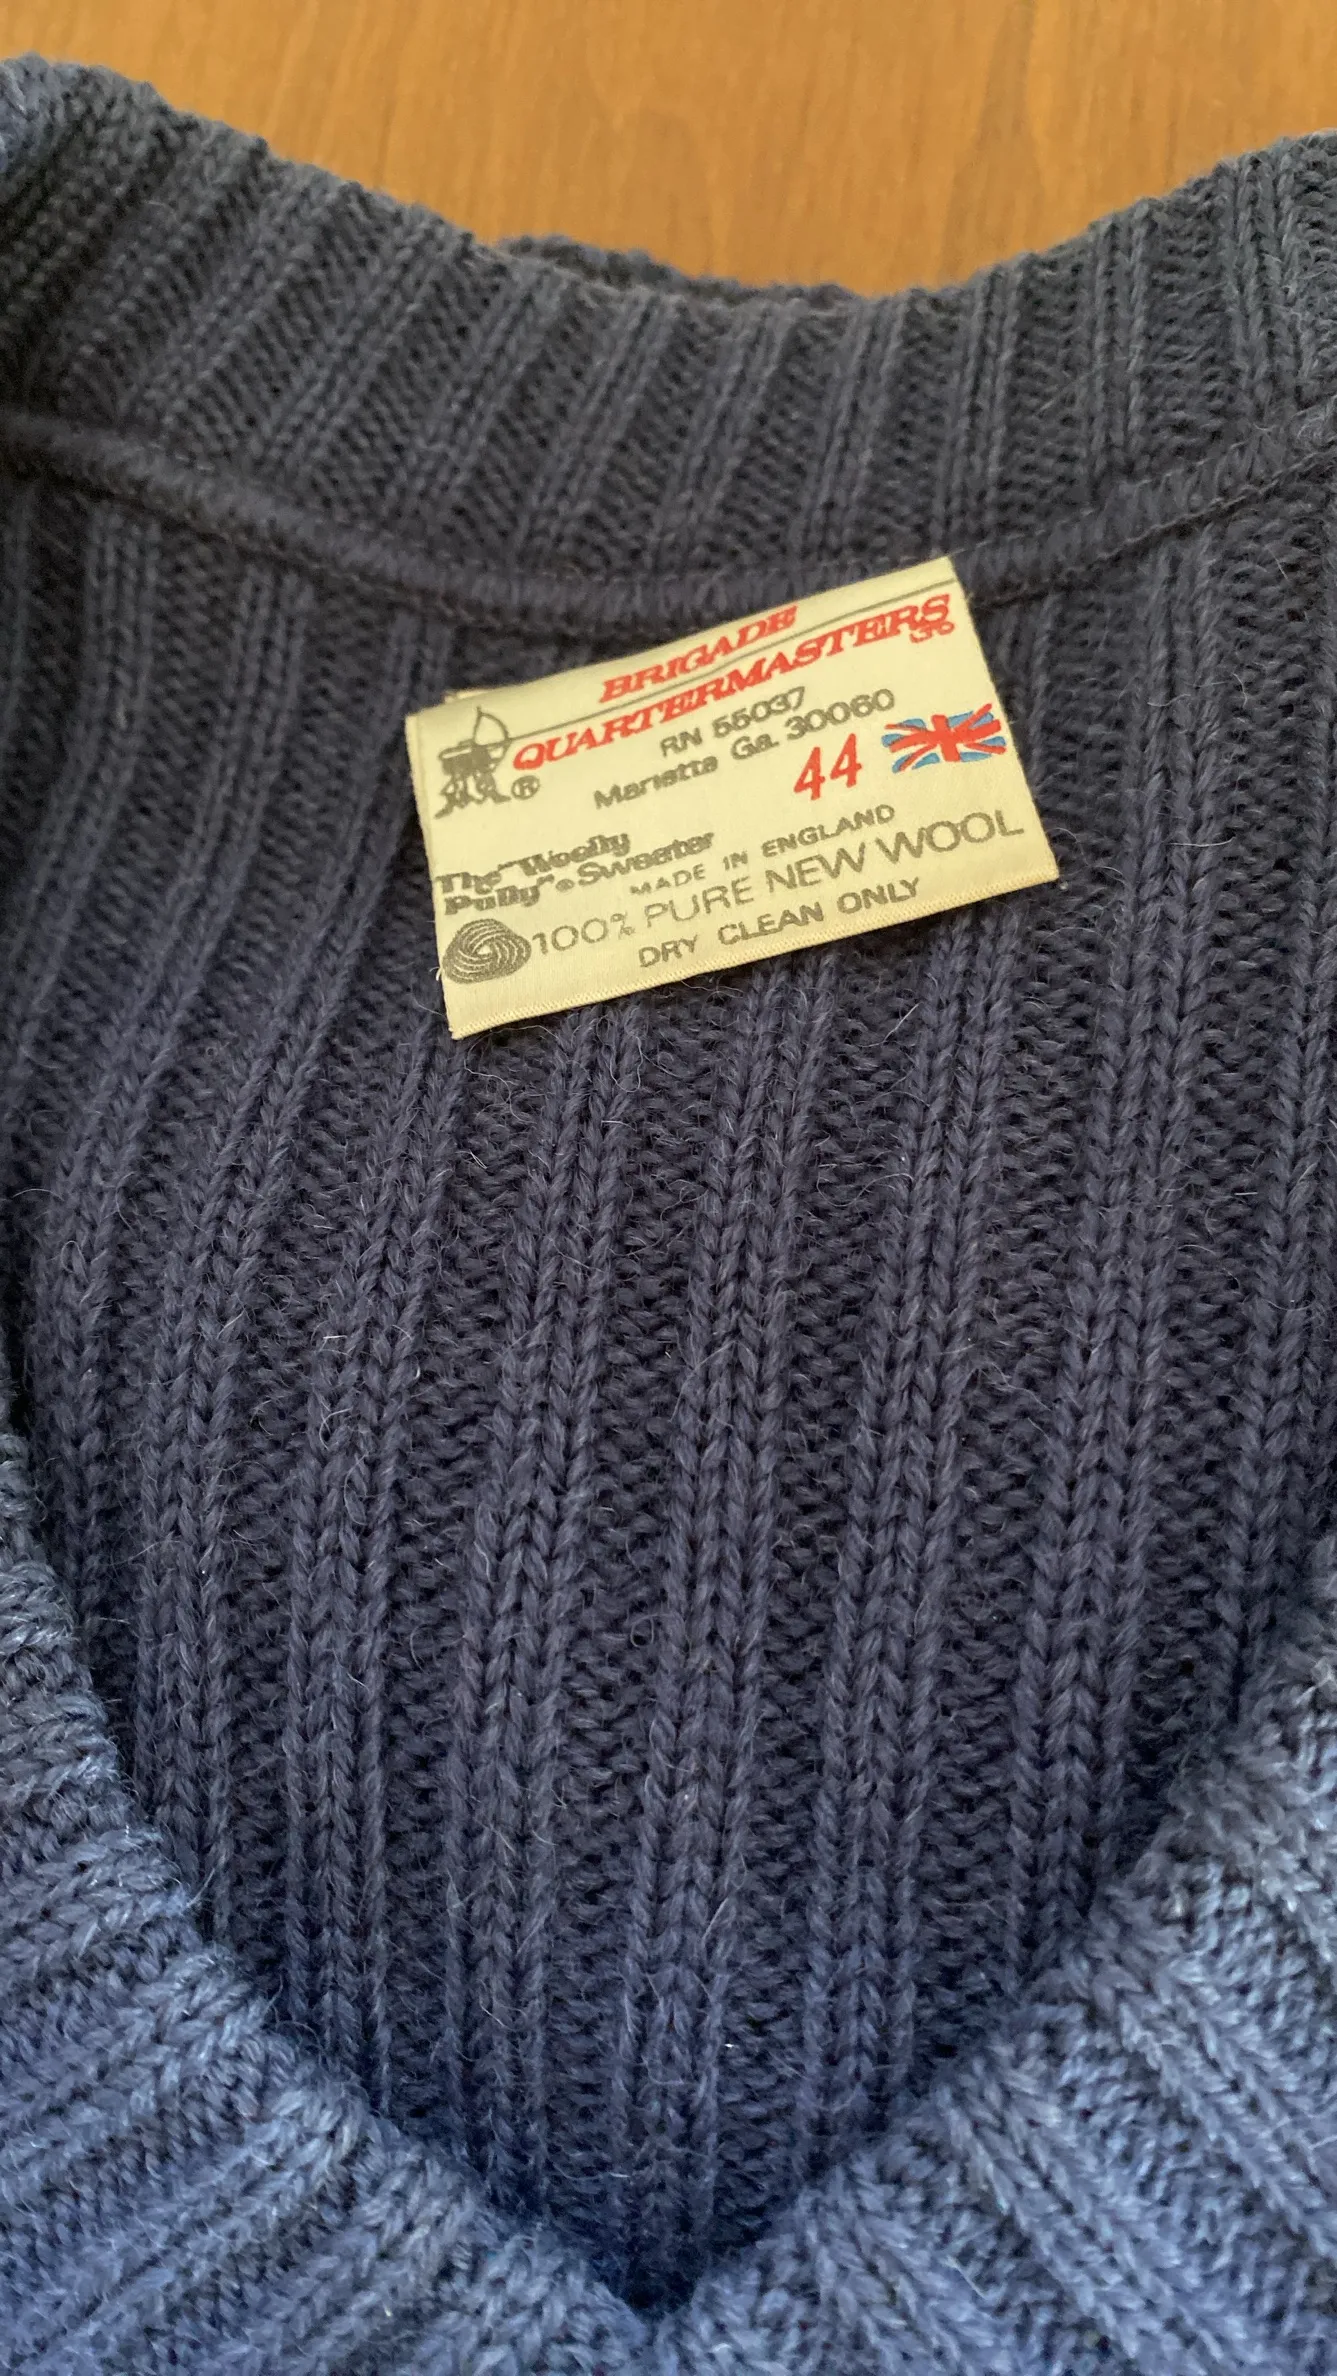 BRIGADE
QUARTERMASTERS
RN 55037
Marietta Ga. 30060
®
44
The "Woolly
Pully"® Sweater
MADE IN ENGLAND
100% PURE NEW WOOL
DRY CLEAN ONLY